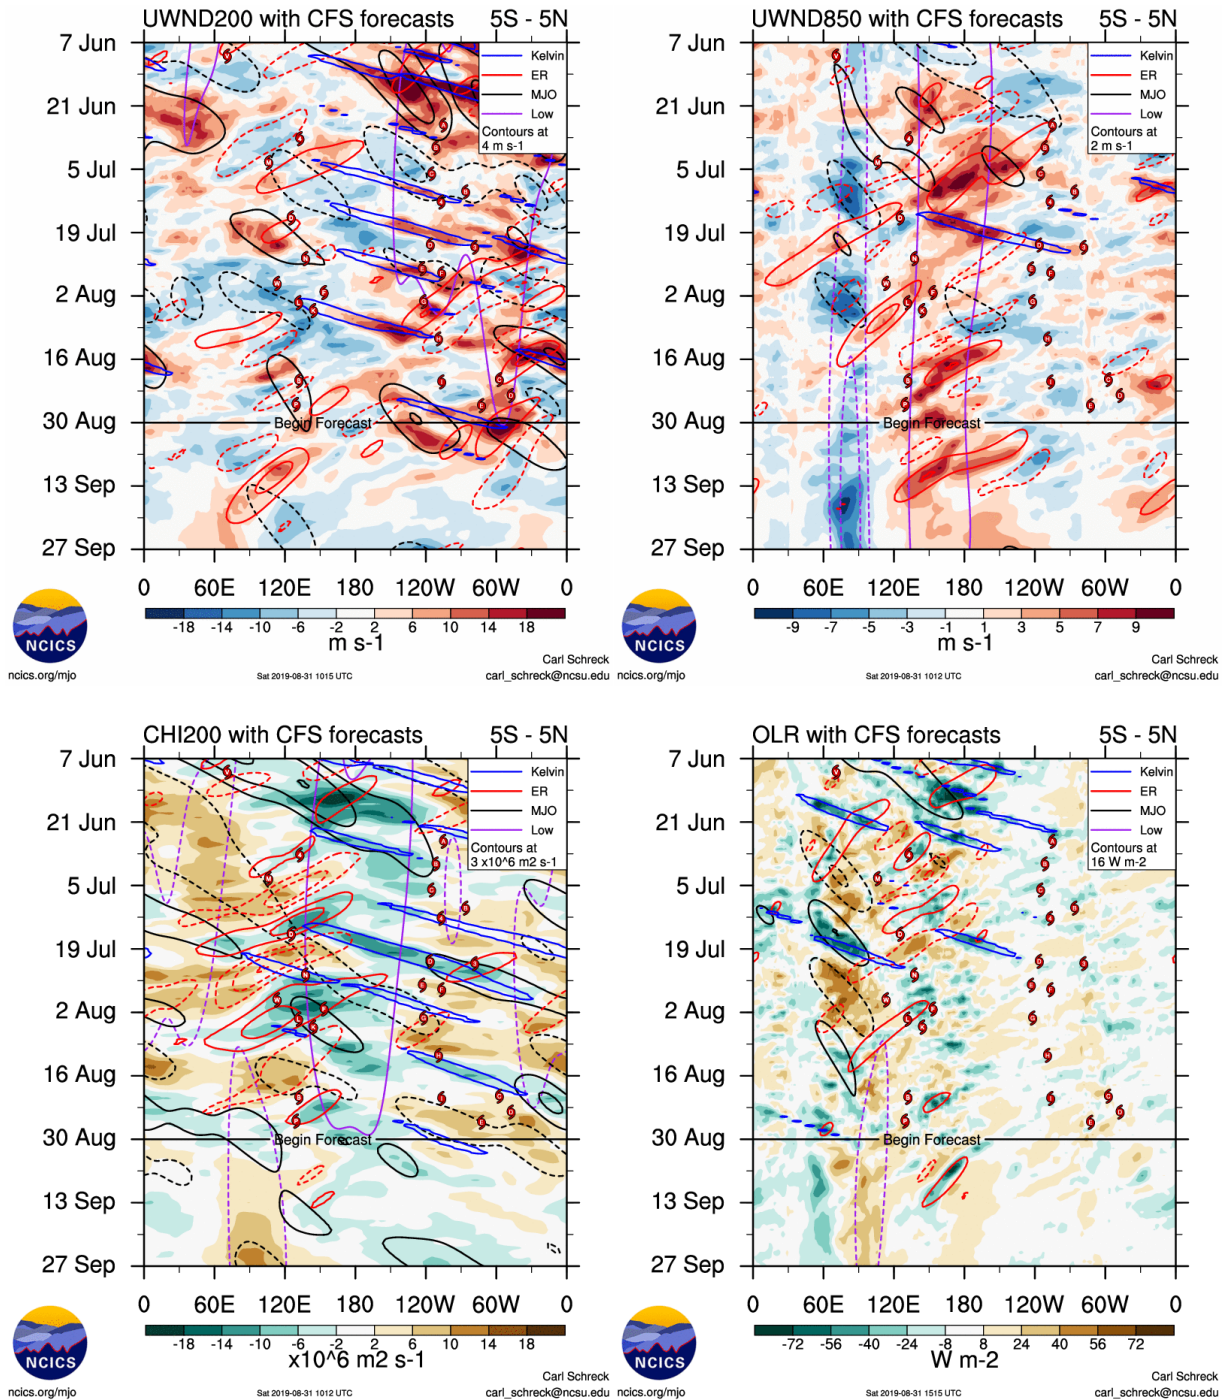 UWND200 with CFS forecasts 5S - 5N
7 Jun
21 Jun
5 Jul
19 Jul
2 Aug
16 Aug
30 Aug
13 Sep
27 Sep
Kelvin
ER
MJO
Low
Contours at
4 m s-1
Begin Forecast
0 60E 120E 180 120W 60W 0
-18 -14 -10 -6 -2 2 6 10 14 18
m s-1
NCICS
ncics.org/mjo
Sat 2019-08-31 1015 UTC
Carl Schreck
carl_schreck@ncsu.edu
UWND850 with CFS forecasts 5S - 5N
7 Jun
21 Jun
5 Jul
19 Jul
2 Aug
16 Aug
30 Aug
13 Sep
27 Sep
Kelvin
ER
MJO
Low
Contours at
2 m s-1
Begin Forecast
0 60E 120E 180 120W 60W 0
-9 -7 -5 -3 -1 1 3 5 7 9
m s-1
NCICS
ncics.org/mjo
Sat 2019-08-31 1012 UTC
Carl Schreck
carl_schreck@ncsu.edu
CHI200 with CFS forecasts 5S - 5N
7 Jun
21 Jun
5 Jul
19 Jul
2 Aug
16 Aug
30 Aug
13 Sep
27 Sep
Kelvin
ER
MJO
Low
Contours at
3 x10^6 m2 s-1
Begin Forecast
0 60E 120E 180 120W 60W 0
-18 -14 -10 -6 -2 2 6 10 14 18
x10^6 m2 s-1
NCICS
ncics.org/mjo
Sat 2019-08-31 1012 UTC
Carl Schreck
carl_schreck@ncsu.edu
OLR with CFS forecasts 5S - 5N
7 Jun
21 Jun
5 Jul
19 Jul
2 Aug
16 Aug
30 Aug
13 Sep
27 Sep
Kelvin
ER
MJO
Low
Contours at
16 W m-2
Begin Forecast
0 60E 120E 180 120W 60W 0
-72 -56 -40 -24 -8 8 24 40 56 72
W m-2
NCICS
ncics.org/mjo
Sat 2019-08-31 1515 UTC
Carl Schreck
carl_schreck@ncsu.edu